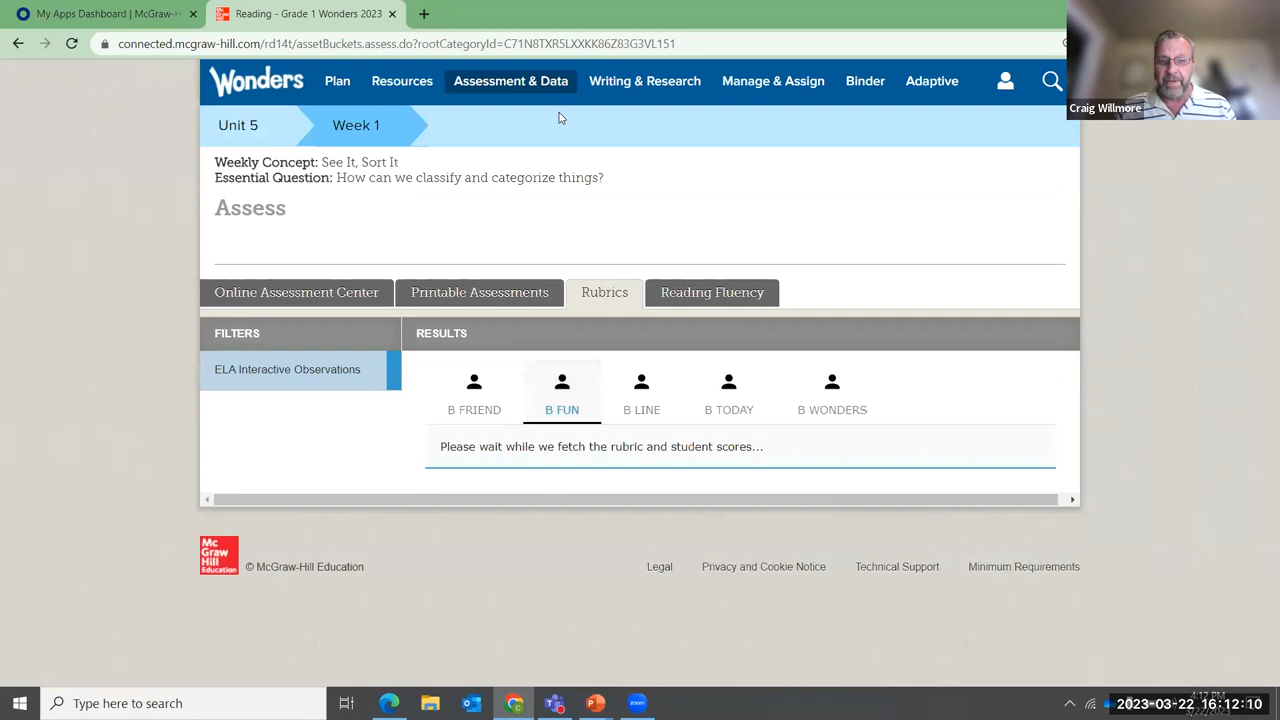 My Apps Dashboard | McGraw-H
Reading - Grade 1 Wonders 2023
connected.mcgraw-hill.com/rd14t/assetBuckets.assess.do?rootCategoryId=C71N8TXR5LXXKK86Z83G3VL151
Craig Willmore
Wonders Plan Resources Assessment & Data Writing & Research Manage & Assign Binder Adaptive
Unit 5 Week 1
Weekly Concept: See It, Sort It
Essential Question: How can we classify and categorize things?
Assess
Online Assessment Center Printable Assessments Rubrics Reading Fluency
FILTERS RESULTS
ELA Interactive Observations
B FRIEND B FUN B LINE B TODAY B WONDERS
Please wait while we fetch the rubric and student scores...
Mc
Graw
Hill
Education
© McGraw-Hill Education Legal Privacy and Cookie Notice Technical Support Minimum Requirements
Type here to search
zoom
4:12 PM
2023-03-22 16:12:10